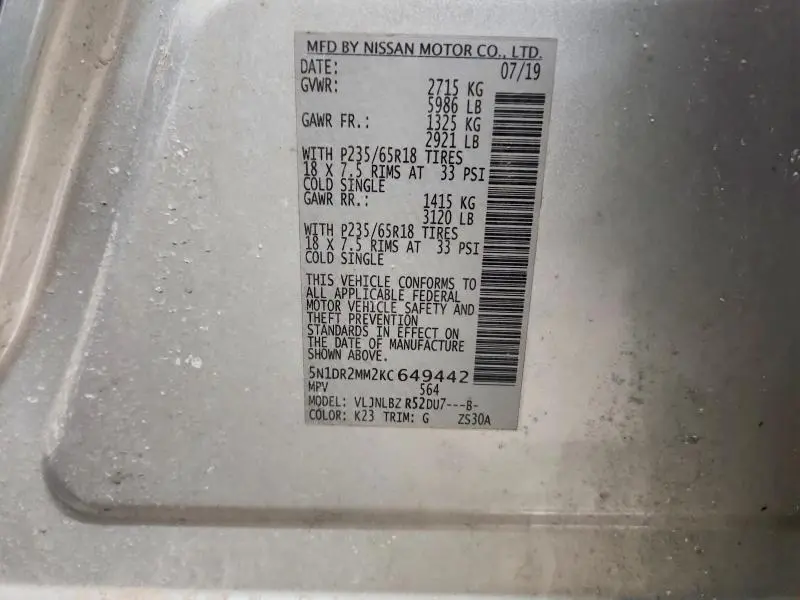 MFD BY NISSAN MOTOR CO., LTD.
DATE: 07/19
GVWR: 2715 KG
5986 LB
GAWR FR.: 1325 KG
2921 LB
WITH P235/65R18 TIRES
18 X 7.5 RIMS AT 33 PSI
COLD SINGLE
GAWR RR.: 1415 KG
3120 LB
WITH P235/65R18 TIRES
18 X 7.5 RIMS AT 33 PSI
COLD SINGLE
THIS VEHICLE CONFORMS TO
ALL APPLICABLE FEDERAL
MOTOR VEHICLE SAFETY AND
THEFT PREVENTION
STANDARDS IN EFFECT ON
THE DATE OF MANUFACTURE
SHOWN ABOVE.
5N1DR2MM2KC649442
MPV 564
MODEL: VLJNLBZ R52DU7---B-
COLOR: K23 TRIM: G ZS30A